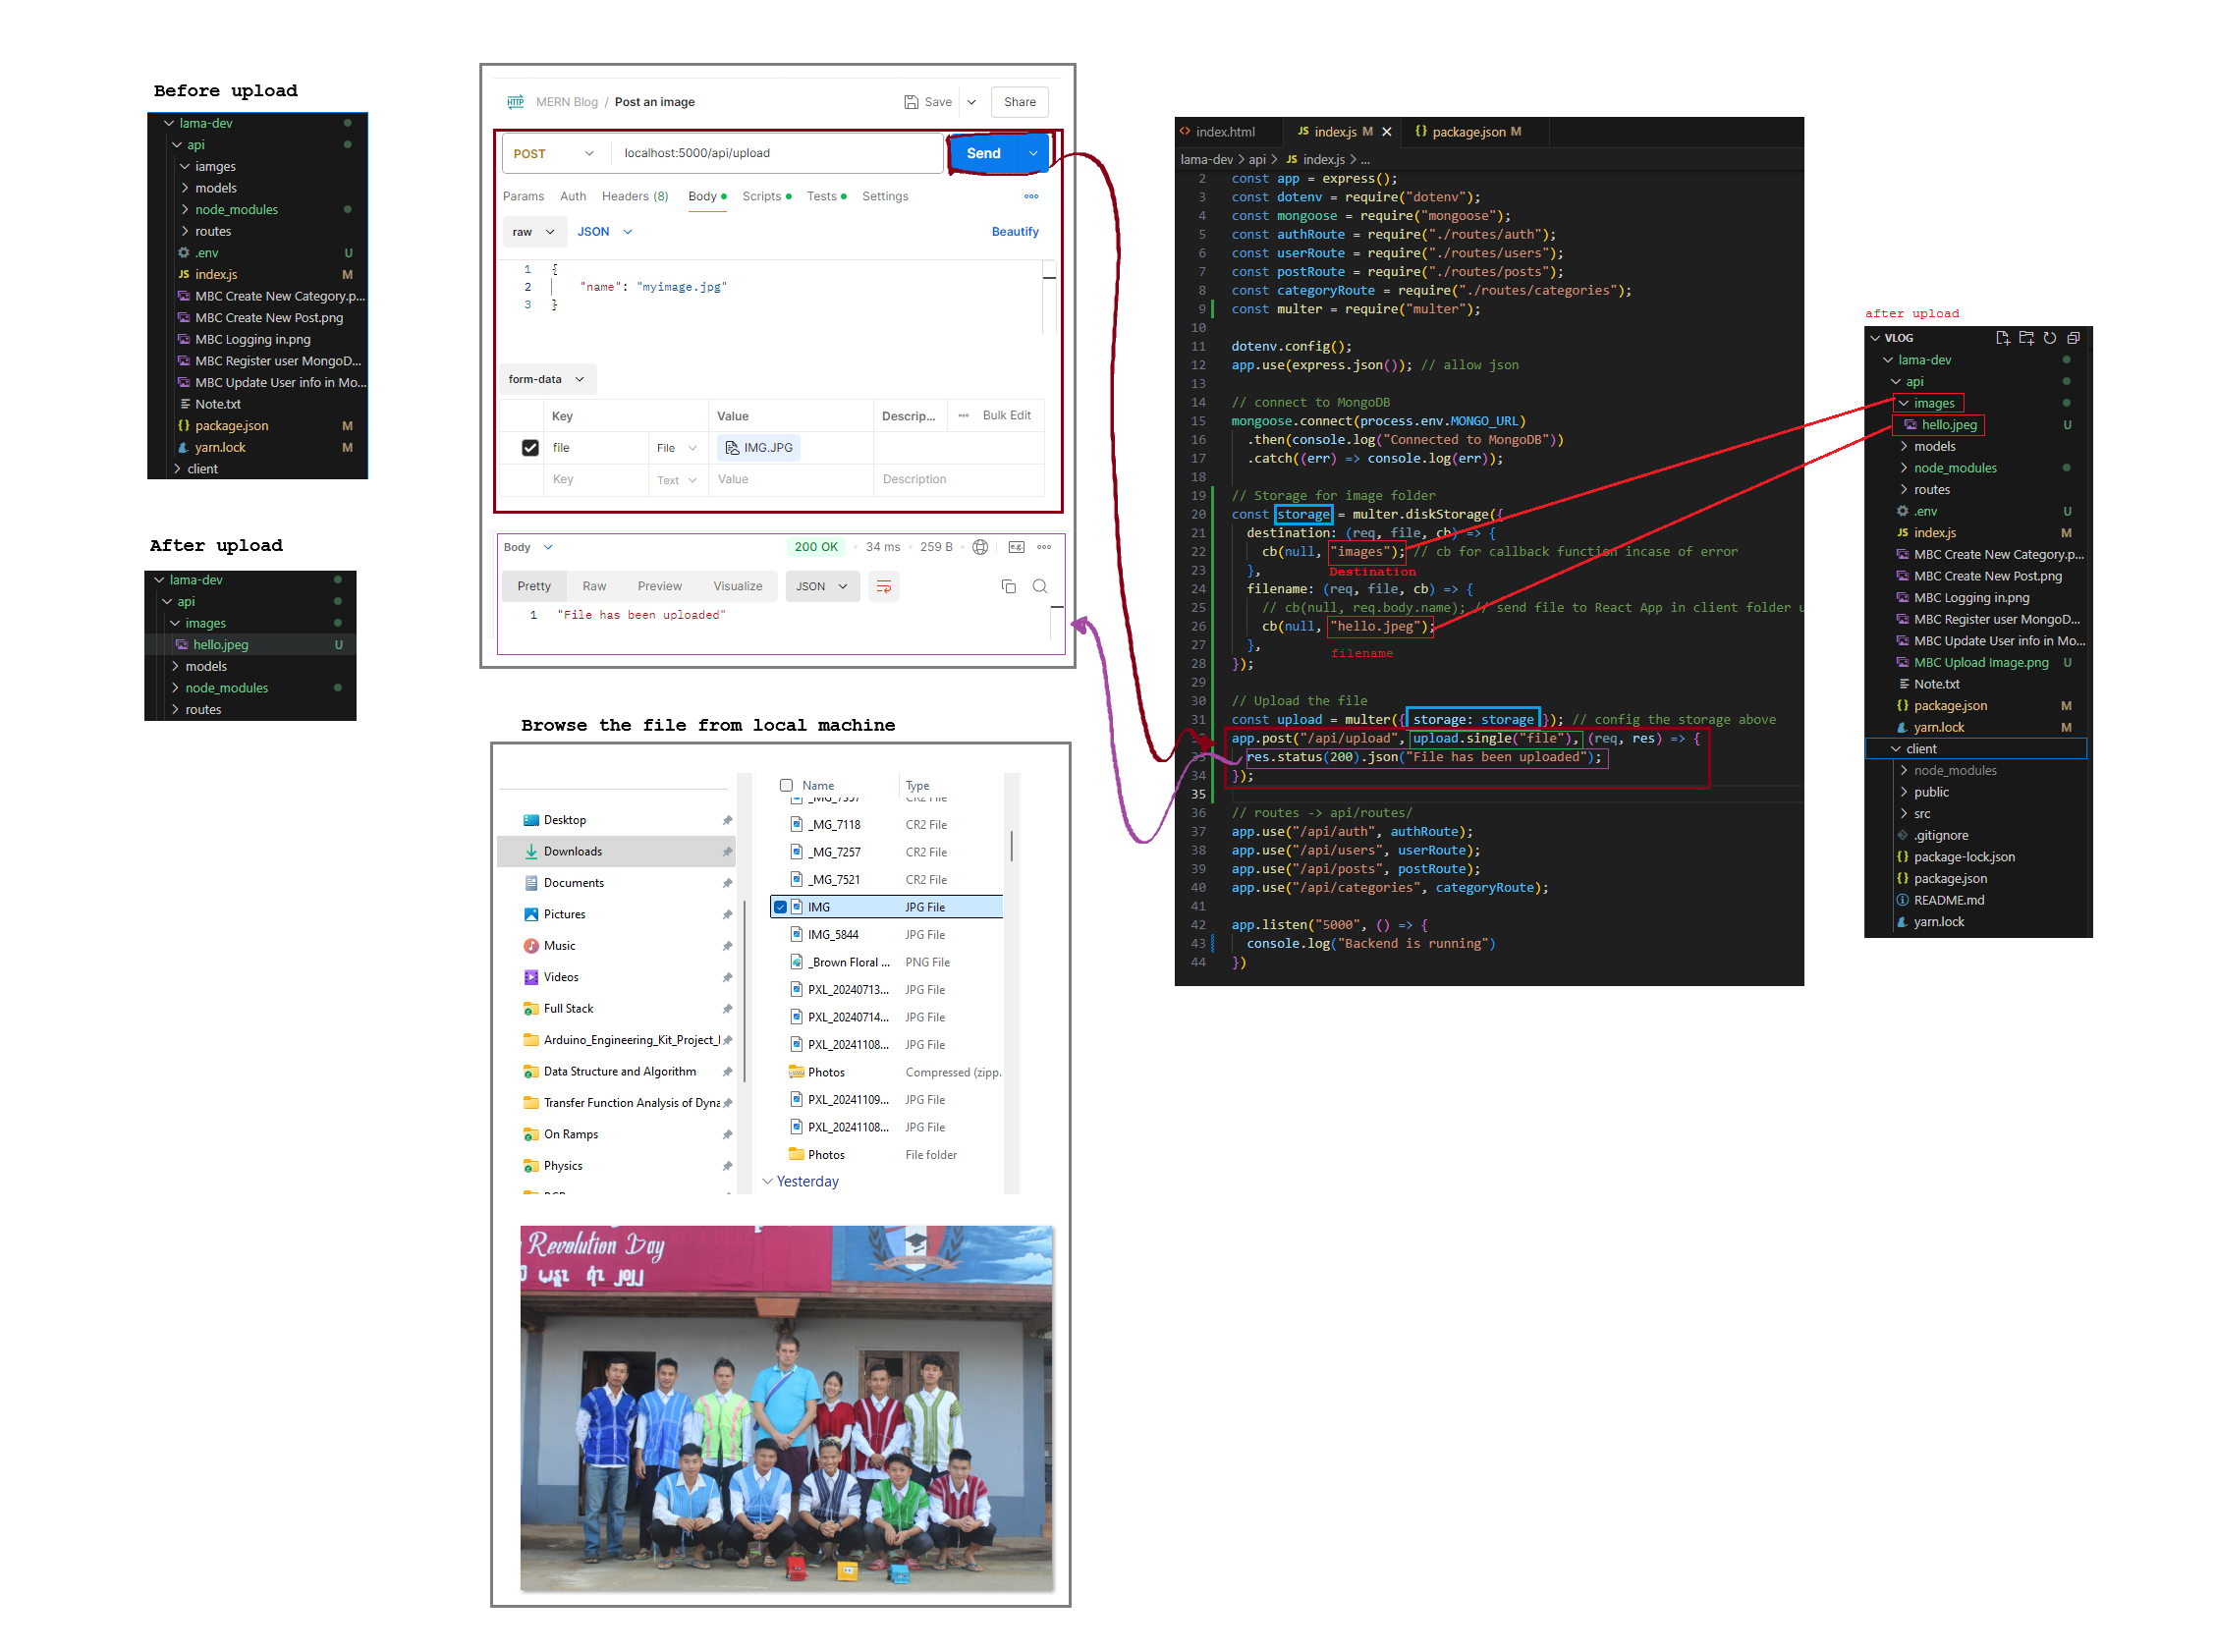 Before upload
lama-dev
api
iamges
models
node_modules
routes
.env U
index.js M
MBC Create New Category.p...
MBC Create New Post.png
MBC Logging in.png
MBC Register user MongoD...
MBC Update User info in Mo...
Note.txt
package.json M
yarn.lock M
client
After upload
lama-dev
api
images
hello.jpeg U
models
node_modules
routes
HTTP MERN Blog / Post an image Save Share
POST localhost:5000/api/upload Send
Params Auth Headers (8) Body Scripts Tests Settings
raw JSON Beautify
1 {
2 "name": "myimage.jpg"
3 }
form-data
Key Value Descrip... Bulk Edit
file File IMG.JPG
Key Text Value Description
Body 200 OK 34 ms 259 B
Pretty Raw Preview Visualize JSON
1 "File has been uploaded"
Browse the file from local machine
Desktop
Downloads
Documents
Pictures
Music
Videos
Full Stack
Arduino_Engineering_Kit_Project_
Data Structure and Algorithm
Transfer Function Analysis of Dyna
On Ramps
Physics
Name Type
_MG_7118 CR2 File
_MG_7257 CR2 File
_MG_7521 CR2 File
IMG JPG File
IMG_5844 JPG File
_Brown Floral ... PNG File
PXL_20240713... JPG File
PXL_20240714... JPG File
PXL_20241108... JPG File
Photos Compressed (zipp.
PXL_20241109... JPG File
PXL_20241108... JPG File
Photos File folder
Yesterday
Revolution Day
index.html JS index.js M package.json M
lama-dev > api > JS index.js > ...
2 const app = express();
3 const dotenv = require("dotenv");
4 const mongoose = require("mongoose");
5 const authRoute = require("./routes/auth");
6 const userRoute = require("./routes/users");
7 const postRoute = require("./routes/posts");
8 const categoryRoute = require("./routes/categories");
9 const multer = require("multer");
10
11 dotenv.config();
12 app.use(express.json()); // allow json
13
14 // connect to MongoDB
15 mongoose.connect(process.env.MONGO_URL)
16 .then(console.log("Connected to MongoDB"))
17 .catch((err) => console.log(err));
18
19 // Storage for image folder
20 const storage = multer.diskStorage({
21 destination: (req, file, cb) => {
22 cb(null, "images"); // cb for callback function incase of error
23 },
Destination
24 filename: (req, file, cb) => {
25 // cb(null, req.body.name); // send file to React App in client folder u
26 cb(null, "hello.jpeg");
27 },
filename
28 });
29
30 // Upload the file
31 const upload = multer({ storage: storage }); // config the storage above
app.post("/api/upload", upload.single("file"), (req, res) => {
33 res.status(200).json("File has been uploaded");
34 });
35
36 // routes -> api/routes/
37 app.use("/api/auth", authRoute);
38 app.use("/api/users", userRoute);
39 app.use("/api/posts", postRoute);
40 app.use("/api/categories", categoryRoute);
41
42 app.listen("5000", () => {
43 console.log("Backend is running")
44 })
after upload
VLOG
lama-dev
api
images
hello.jpeg U
models
node_modules
routes
.env U
index.js M
MBC Create New Category.p...
MBC Create New Post.png
MBC Logging in.png
MBC Register user MongoD...
MBC Update User info in Mo...
MBC Upload Image.png U
Note.txt
package.json M
yarn.lock M
client
node_modules
public
src
.gitignore
package-lock.json
package.json
README.md
yarn.lock